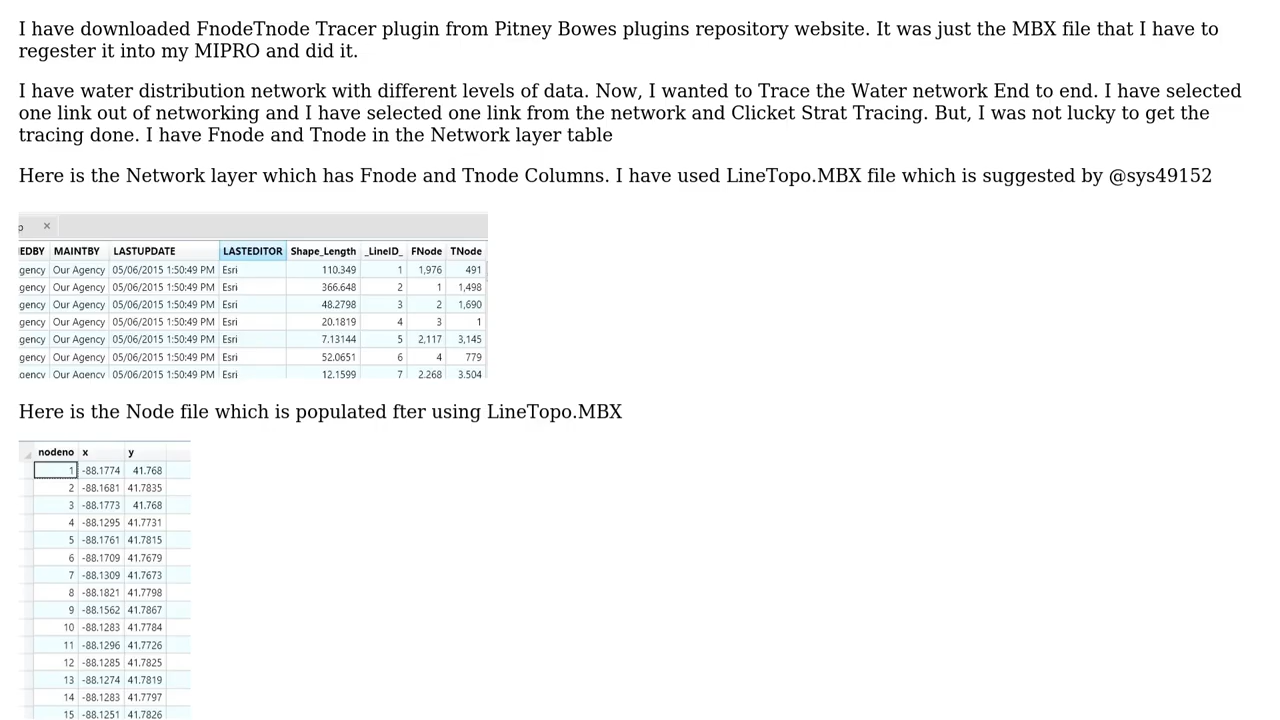 I have downloaded FnodeTnode Tracer plugin from Pitney Bowes plugins repository website. It was just the MBX file that I have to
regester it into my MIPRO and did it.
I have water distribution network with different levels of data. Now, I wanted to Trace the Water network End to end. I have selected
one link out of networking and I have selected one link from the network and Clicket Strat Tracing. But, I was not lucky to get the
tracing done. I have Fnode and Tnode in the Network layer table
Here is the Network layer which has Fnode and Tnode Columns. I have used LineTopo.MBX file which is suggested by @sys49152
p ×
EDBY MAINTBY LASTUPDATE LASTEDITOR Shape_Length _LineID_ FNode TNode
gency Our Agency 05/06/2015 1:50:49 PM Esri 110.349 1 1,976 491
gency Our Agency 05/06/2015 1:50:49 PM Esri 366.648 2 1 1,498
gency Our Agency 05/06/2015 1:50:49 PM Esri 48.2798 3 2 1,690
gency Our Agency 05/06/2015 1:50:49 PM Esri 20.1819 4 3 1
gency Our Agency 05/06/2015 1:50:49 PM Esri 7.13144 5 2,117 3,145
gency Our Agency 05/06/2015 1:50:49 PM Esri 52.0651 6 4 779
gency Our Agency 05/06/2015 1:50:49 PM Esri 12.1599 7 2,268 3,504
Here is the Node file which is populated fter using LineTopo.MBX
nodeno x y
1 -88.1774 41.768
2 -88.1681 41.7835
3 -88.1773 41.768
4 -88.1295 41.7731
5 -88.1761 41.7815
6 -88.1709 41.7679
7 -88.1309 41.7673
8 -88.1821 41.7798
9 -88.1562 41.7867
10 -88.1283 41.7784
11 -88.1296 41.7726
12 -88.1285 41.7825
13 -88.1274 41.7819
14 -88.1283 41.7797
15 -88.1251 41.7826